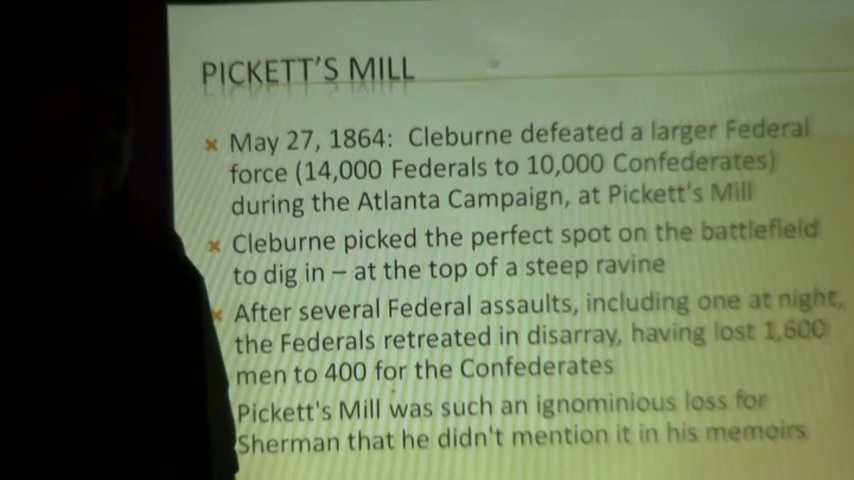 PICKETT'S MILL
May 27, 1864: Cleburne defeated a larger Federal
force (14,000 Federals to 10,000 Confederates)
during the Atlanta Campaign, at Pickett's Mill
Cleburne picked the perfect spot on the battlefield
to dig in – at the top of a steep ravine
After several Federal assaults, including one at night,
the Federals retreated in disarray, having lost 1,600
men to 400 for the Confederates
Pickett's Mill was such an ignominious loss for
Sherman that he didn't mention it in his memoirs